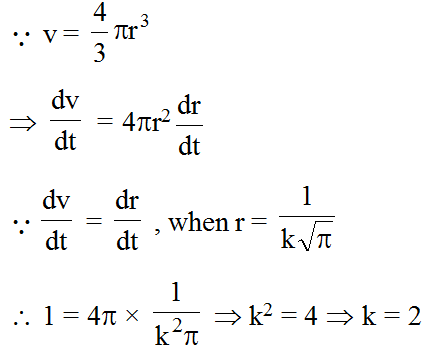 ∵ v = 4/3 πr³
⇒ dv/dt = 4πr² dr/dt
∵ dv/dt = dr/dt , when r = 1/(k√π)
∴ 1 = 4π × 1/(k²π) ⇒ k² = 4 ⇒ k = 2